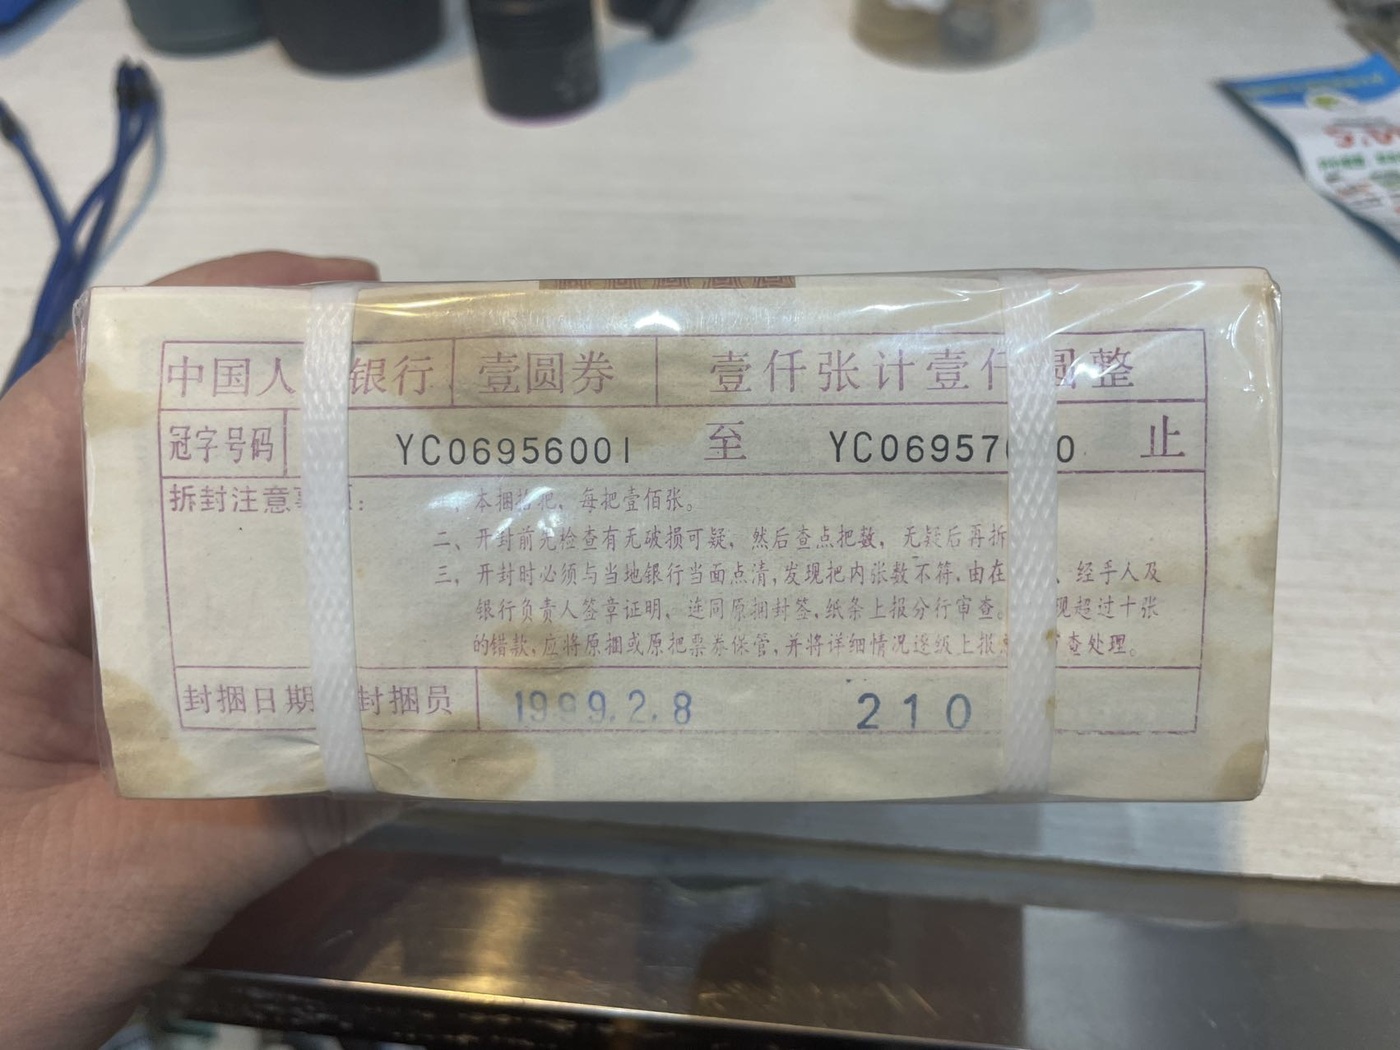 中国人 银行 壹圆券 壹仟张计壹仟 圆整
冠字号码 YC06956001 至 YC06957 0 止
拆封注意事 : 一、本捆拾把,每把壹佰张。
二、开封前先检查有无破损可疑,然后查点把数,无疑后再拆
三、开封时必须与当地银行当面点清,发现把内张数不符,由在 、经手人及
银行负责人签章证明,连同原捆封签,纸条上报分行审查。 现超过十张
的错款,应将原捆或原把票券保管,并将详细情况逐级上报 审查处理。
封捆日期 封捆员 1999.2.8 210